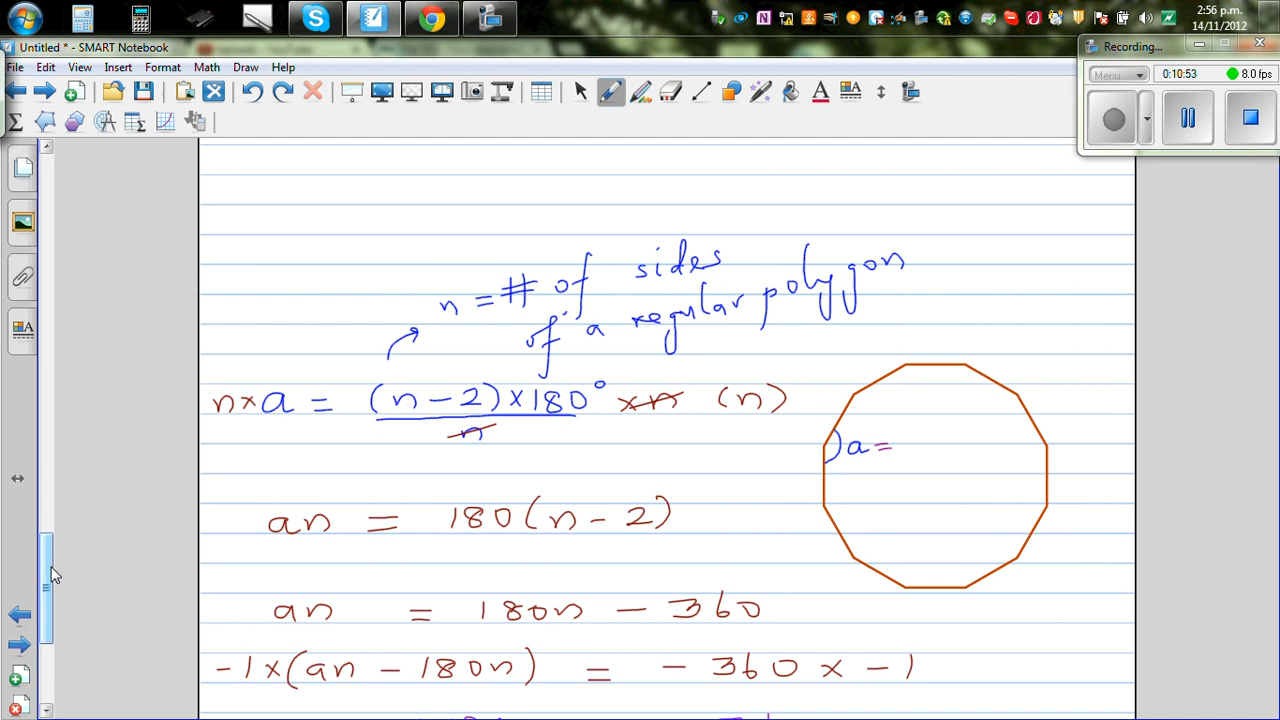 2:56 p.m.
14/11/2012
Untitled * - SMART Notebook
Recording...
File Edit View Insert Format Math Draw Help
Menu
0:10:53
8.0 fps
n = # of sides
of a regular polygon
n×a = (n-2)×180° ×n (n)
n
a =
an = 180(n-2)
an = 180n - 360
-1×(an - 180n) = -360 x -1